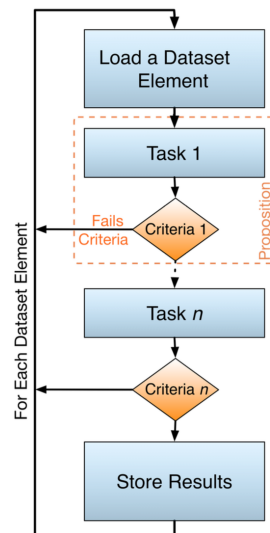 Load a Dataset
Element
Task 1
Fails
Criteria
Criteria 1
Proposition
For Each Dataset Element
Task n
Criteria n
Store Results